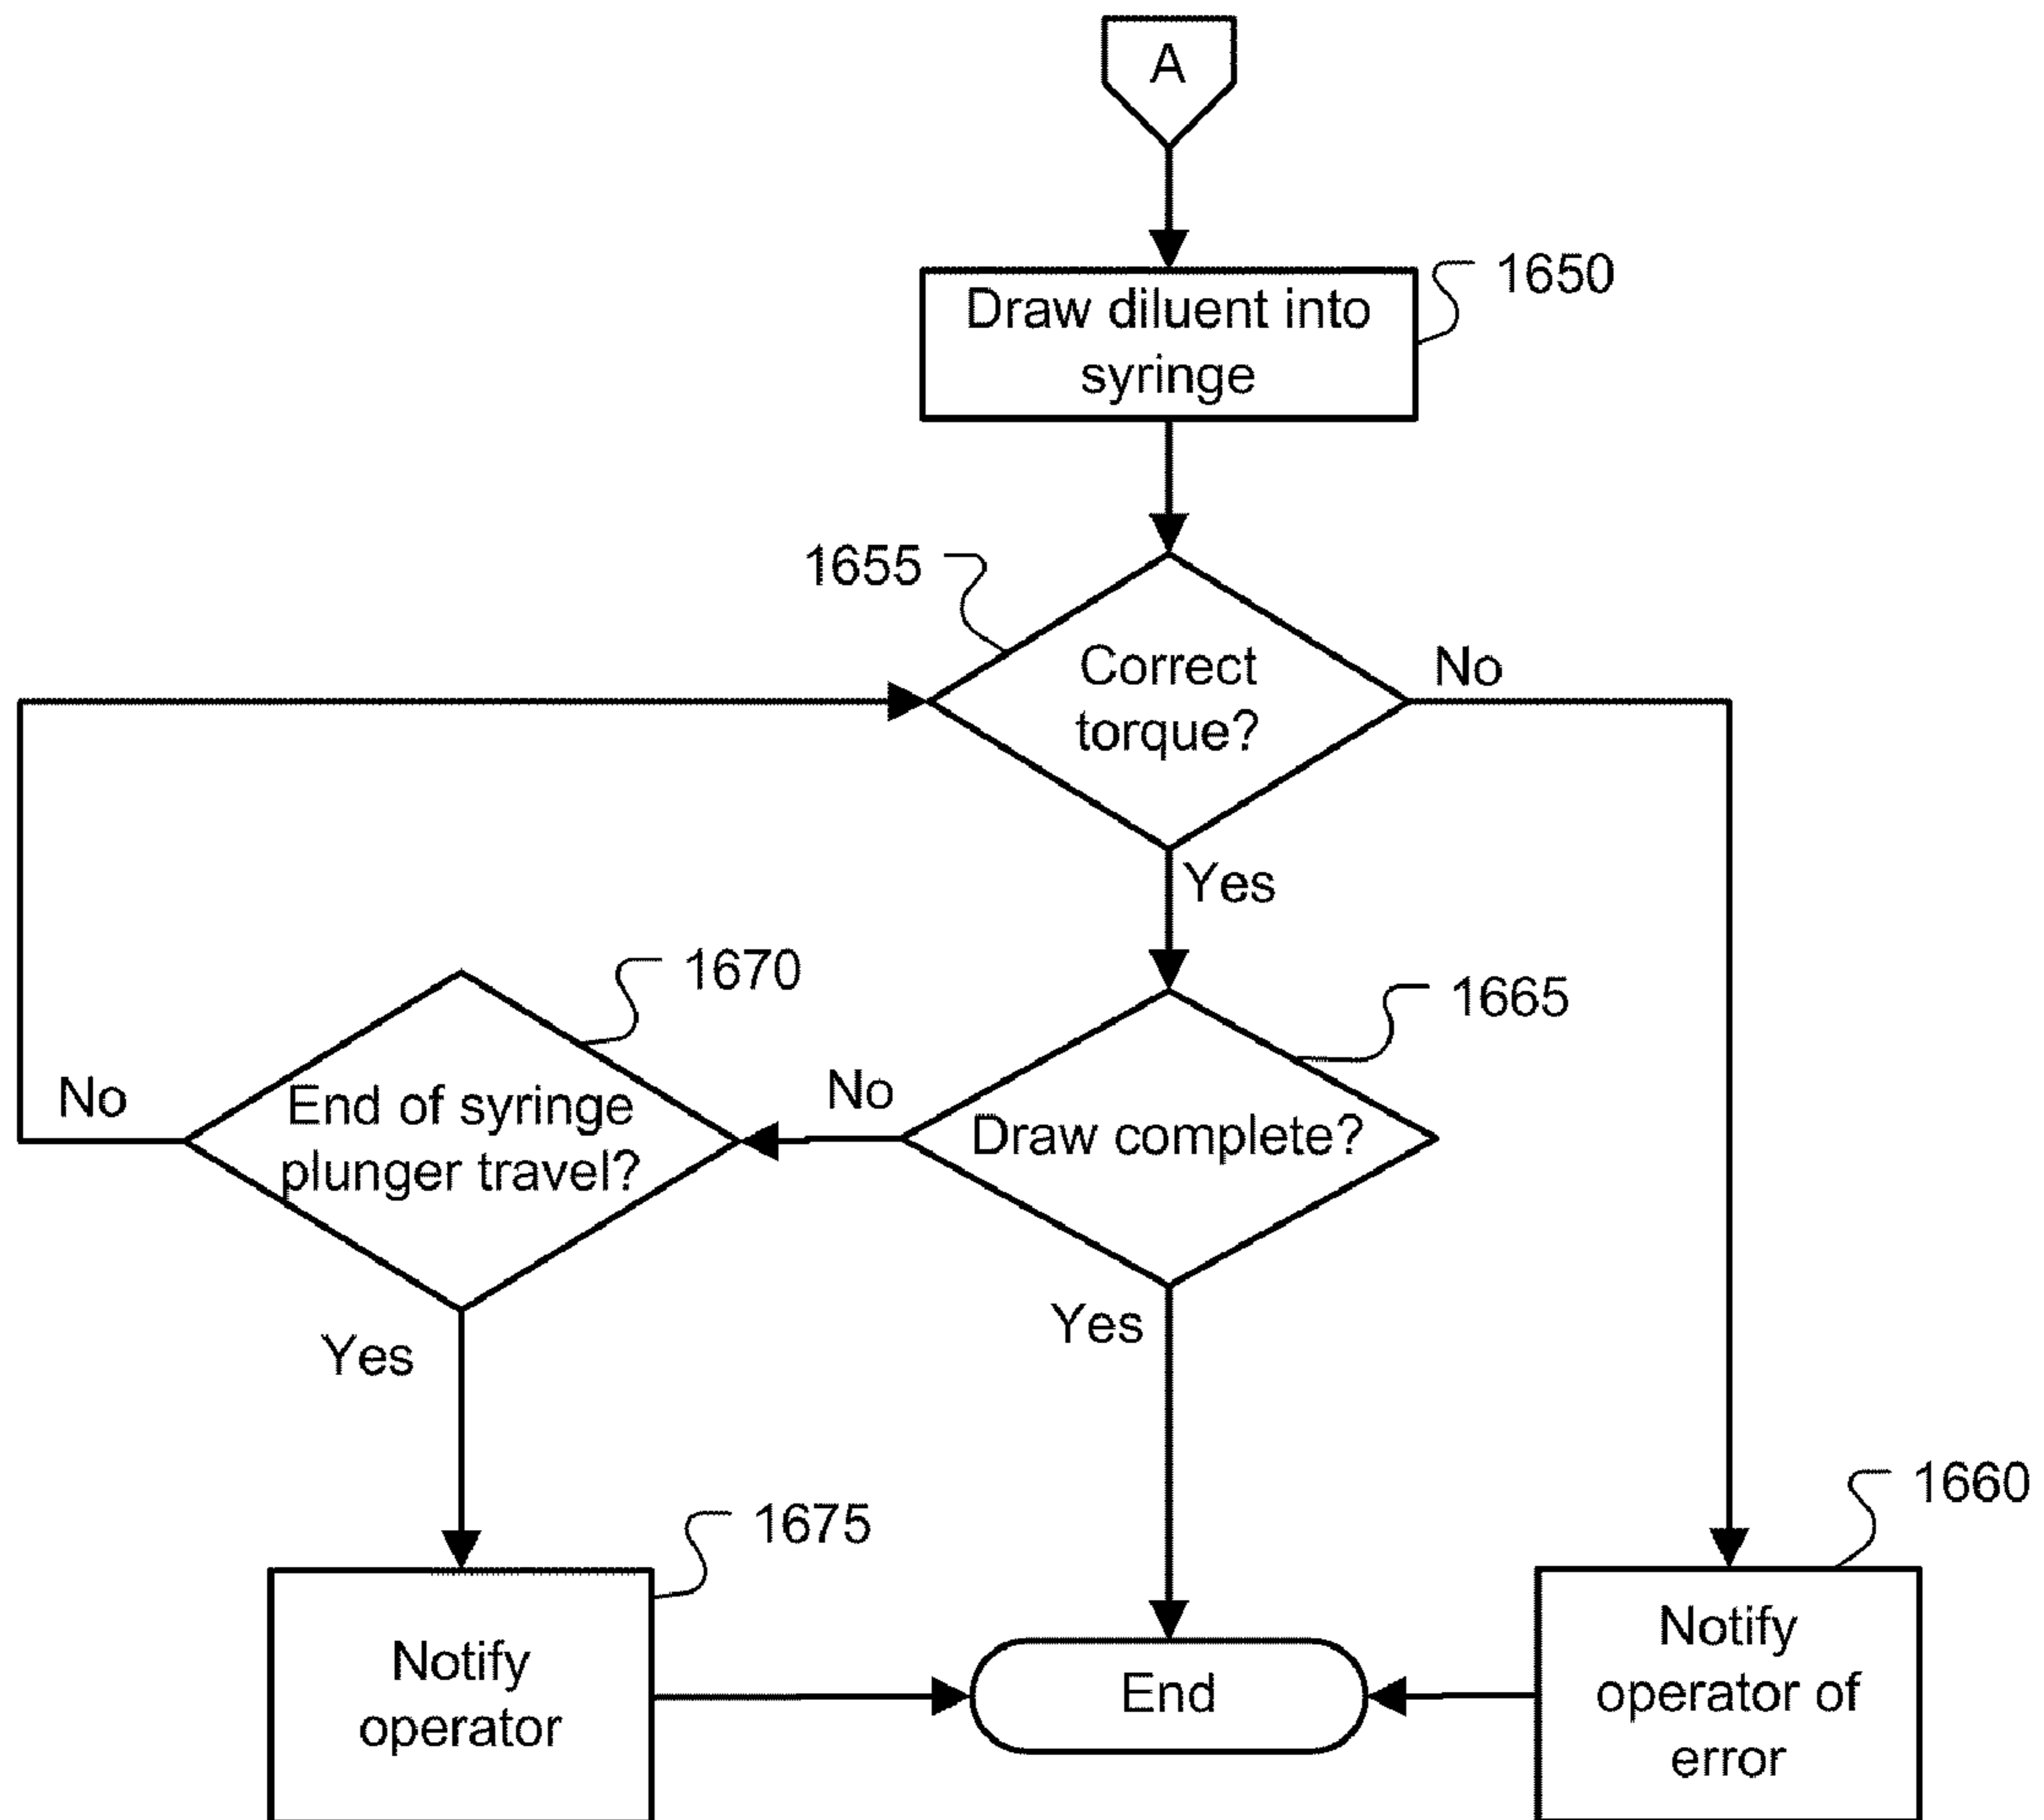 A
1650
Draw diluent into
syringe
1655
Correct
torque?
No
Yes
1670
1665
No
End of syringe
plunger travel?
No
Draw complete?
Yes
Yes
1675
1660
Notify
operator
End
Notify
operator of
error